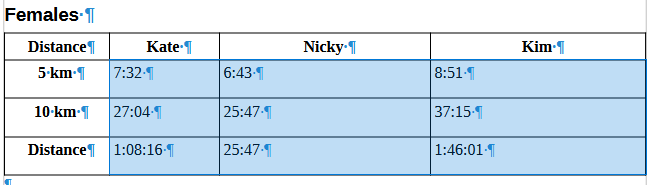 Females
Distance Kate Nicky Kim
5 km 7:32 6:43 8:51
10 km 27:04 25:47 37:15
Distance 1:08:16 25:47 1:46:01